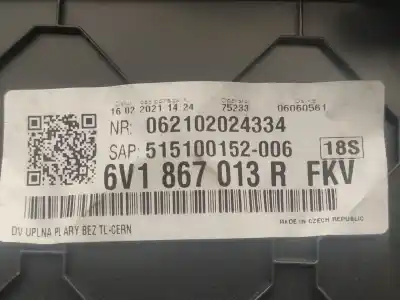 16 02 2021 14 24 75233 06060561
NR: 062102024334
SAP: 515100152-006 18S
6V1 867 013 R FKV
MADE IN CZECH REPUBLIC
DV UPLNA PLARY BEZ TL-CERN